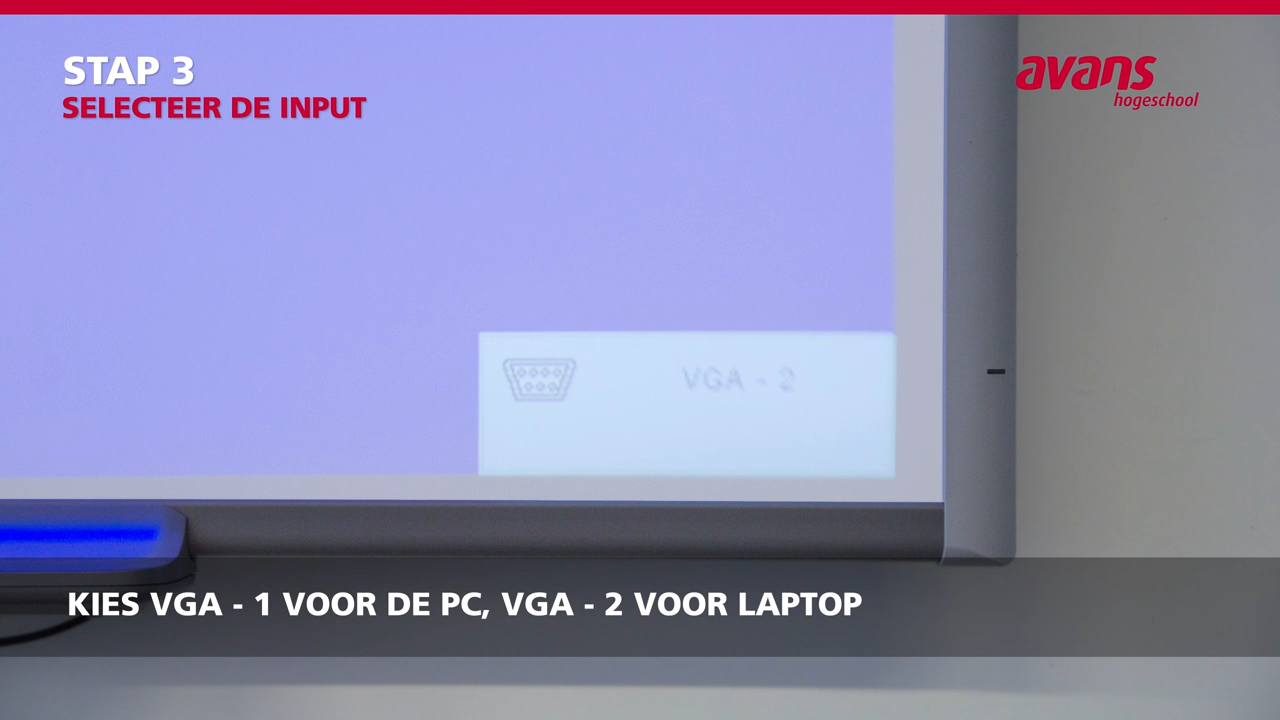 STAP 3
SELECTEER DE INPUT
avans
hogeschool
VGA - 2
KIES VGA - 1 VOOR DE PC, VGA - 2 VOOR LAPTOP